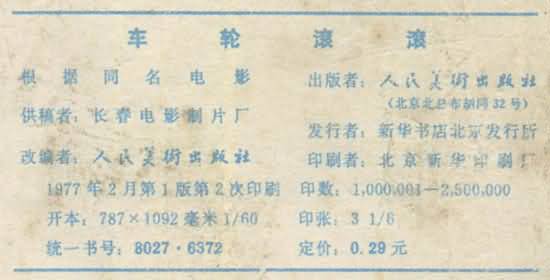 车轮滚滚
根据同名电影
供稿者：长春电影制片厂
改编者：人民美術出版社
1977年2月第1版第2次印刷
开本：787×1092毫米1/60
统一书号：8027·6372
出版者：人民美術出版社
（北京北总布胡同32号）
发行者：新华书店北京发行所
印刷者：北京新华印刷厂
印数：1,000,001—2,500,000
印张：3 1/6
定价：0.29元